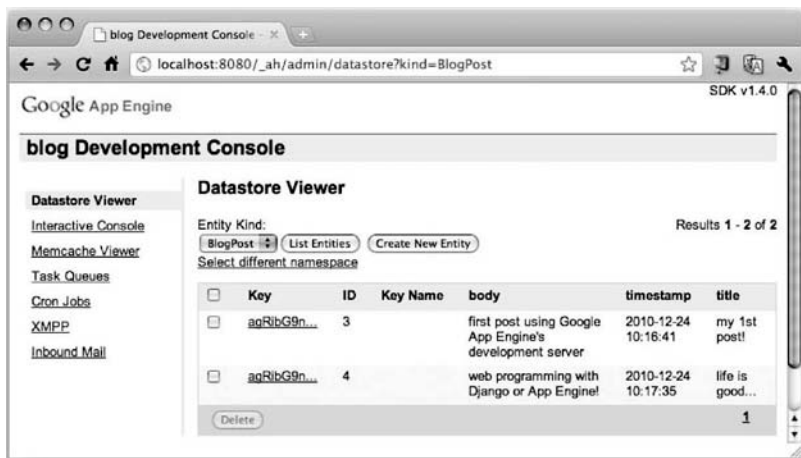 blog Development Console -
localhost:8080/_ah/admin/datastore?kind=BlogPost
SDK v1.4.0
Google App Engine
blog Development Console
Datastore Viewer
Interactive Console
Memcache Viewer
Task Queues
Cron Jobs
XMPP
Inbound Mail
Datastore Viewer
Entity Kind:
Results 1 - 2 of 2
BlogPost List Entities Create New Entity
Select different namespace
Key ID Key Name body timestamp title
agRibG9n... 3 first post using Google 2010-12-24 my 1st
App Engine's 10:16:41 post!
development server
agRibG9n... 4 web programming with 2010-12-24 life is
Django or App Engine! 10:17:35 good...
Delete 1